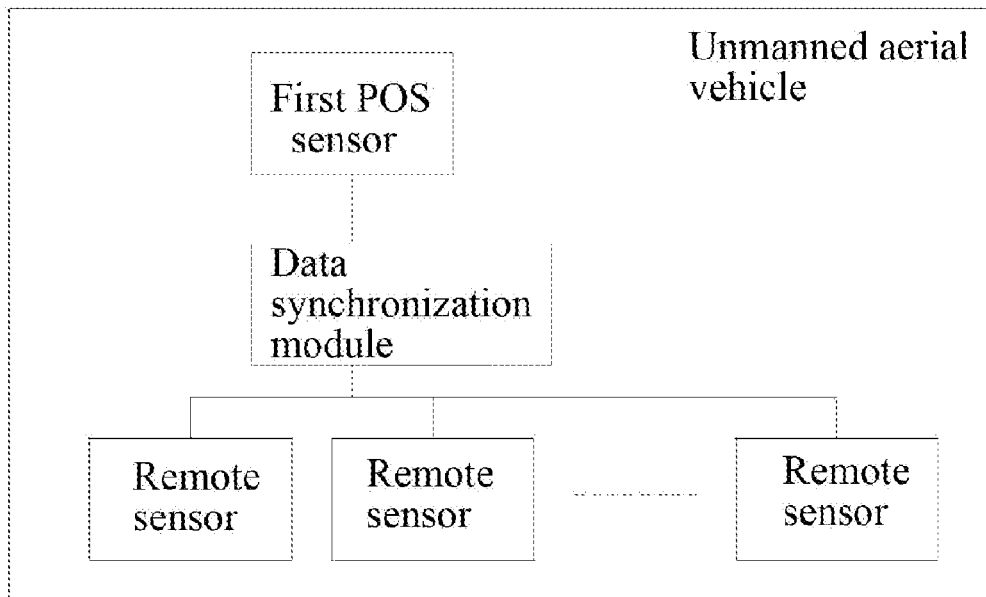 Unmanned aerial
vehicle
First POS
sensor
Data
synchronization
module
Remote
sensor
Remote
sensor
Remote
sensor